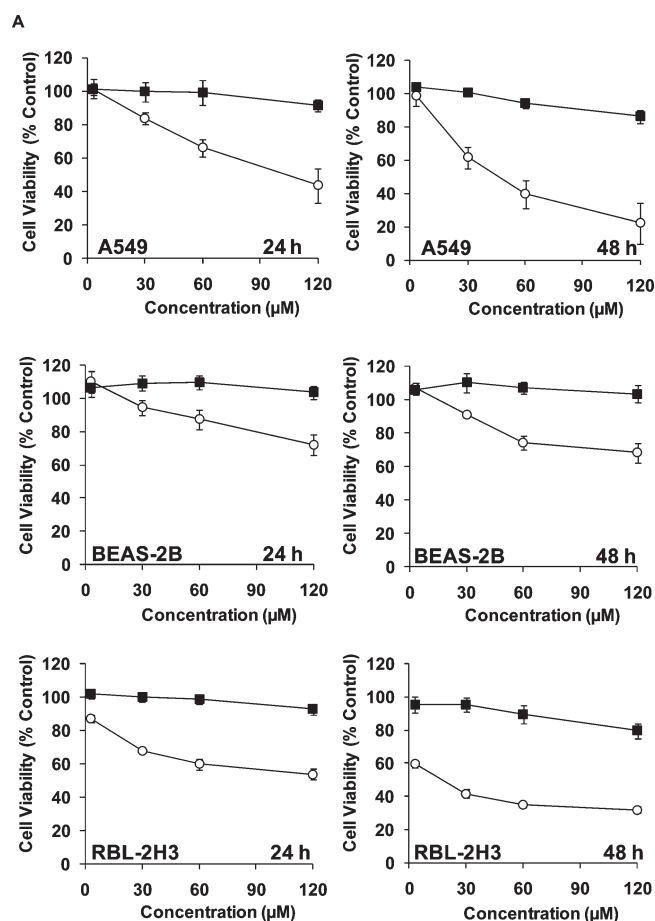 A
Cell Viability (% Control)
120
100
80
60
40
20
0
A549 24 h
0 30 60 90 120
Concentration (µM)
Cell Viability (% Control)
120
100
80
60
40
20
0
A549 48 h
0 30 60 90 120
Concentration (µM)
Cell Viability (% Control)
120
100
80
60
40
20
0
BEAS-2B 24 h
0 30 60 90 120
Concentration (µM)
Cell Viability (% Control)
120
100
80
60
40
20
0
BEAS-2B 48 h
0 30 60 90 120
Concentration (µM)
Cell Viability (% Control)
120
100
80
60
40
20
0
RBL-2H3 24 h
0 30 60 90 120
Concentration (µM)
Cell Viability (% Control)
120
100
80
60
40
20
0
RBL-2H3 48 h
0 30 60 90 120
Concentration (µM)